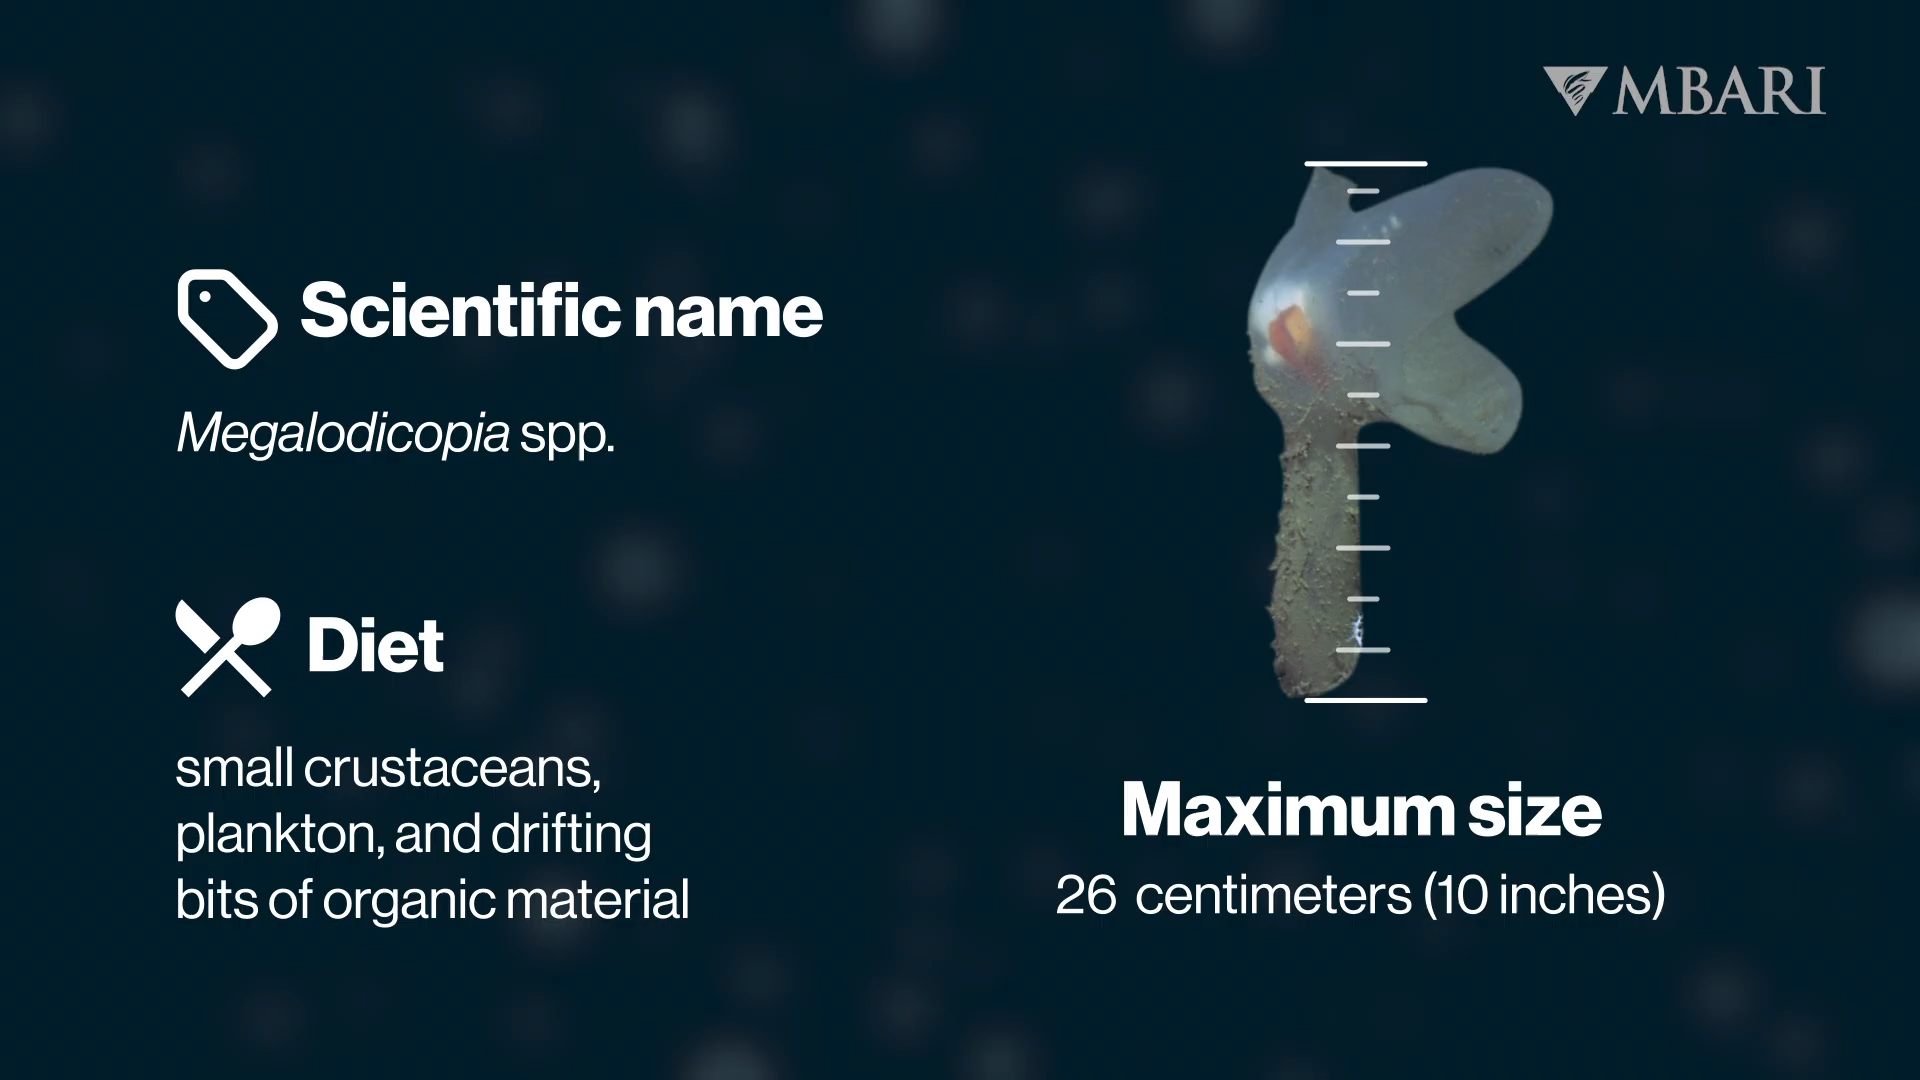 MBARI
Scientific name
Megalodicopia spp.
Diet
small crustaceans,
plankton, and drifting
bits of organic material
Maximum size
26 centimeters (10 inches)